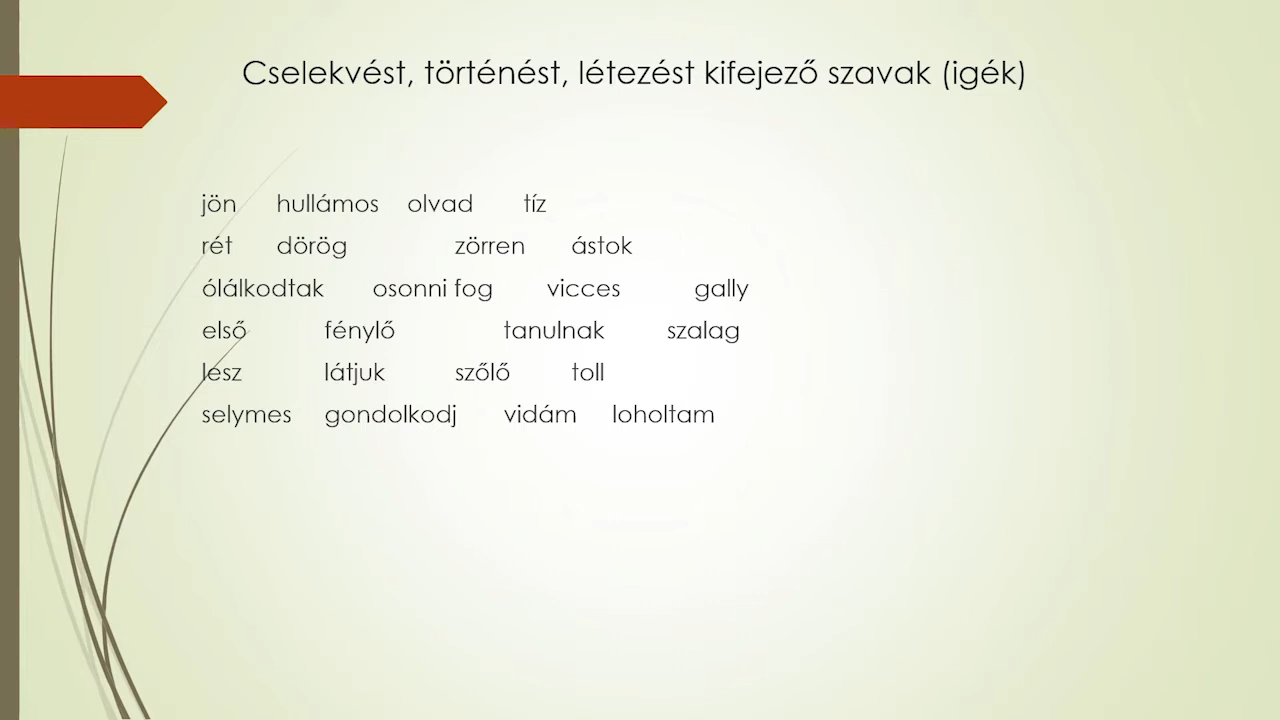 Cselekvést, történést, létezést kifejező szavak (igék)
jön hullámos olvad tíz
rét dörög zörren ástok
ólálkodtak osonni fog vicces gally
első fénylő tanulnak szalag
lesz látjuk szőlő toll
selymes gondolkodj vidám loholtam